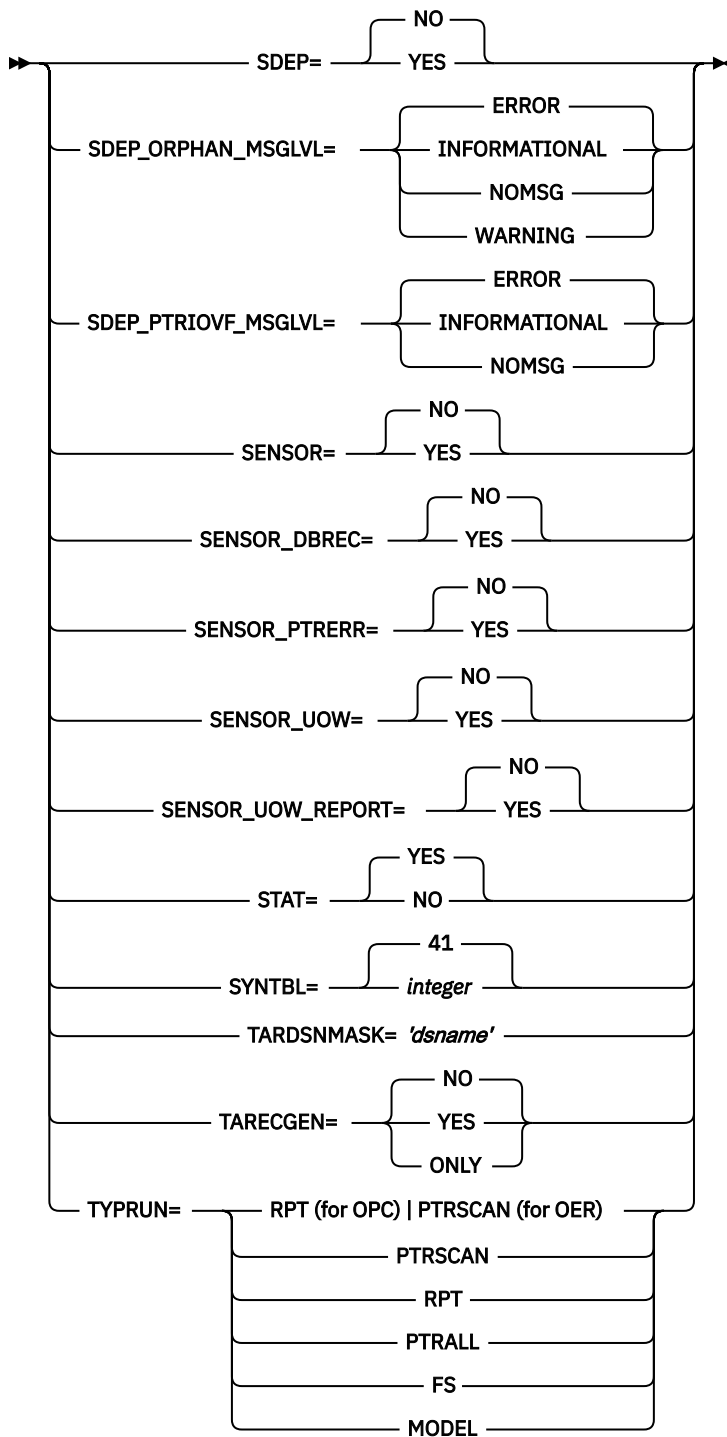 NO
SDEP= YES
ERROR
SDEP_ORPHAN_MSGLVL= INFORMATIONAL
NOMSG
WARNING
ERROR
SDEP_PTRIOVF_MSGLVL= INFORMATIONAL
NOMSG
NO
SENSOR= YES
NO
SENSOR_DBREC= YES
NO
SENSOR_PTRERR= YES
NO
SENSOR_UOW= YES
NO
SENSOR_UOW_REPORT= YES
YES
STAT= NO
41
SYNTBL= integer
TARDSNMASK= 'dsname'
NO
TARECGEN= YES
ONLY
TYPRUN= RPT (for OPC) | PTRSCAN (for OER)
PTRSCAN
RPT
PTRALL
FS
MODEL